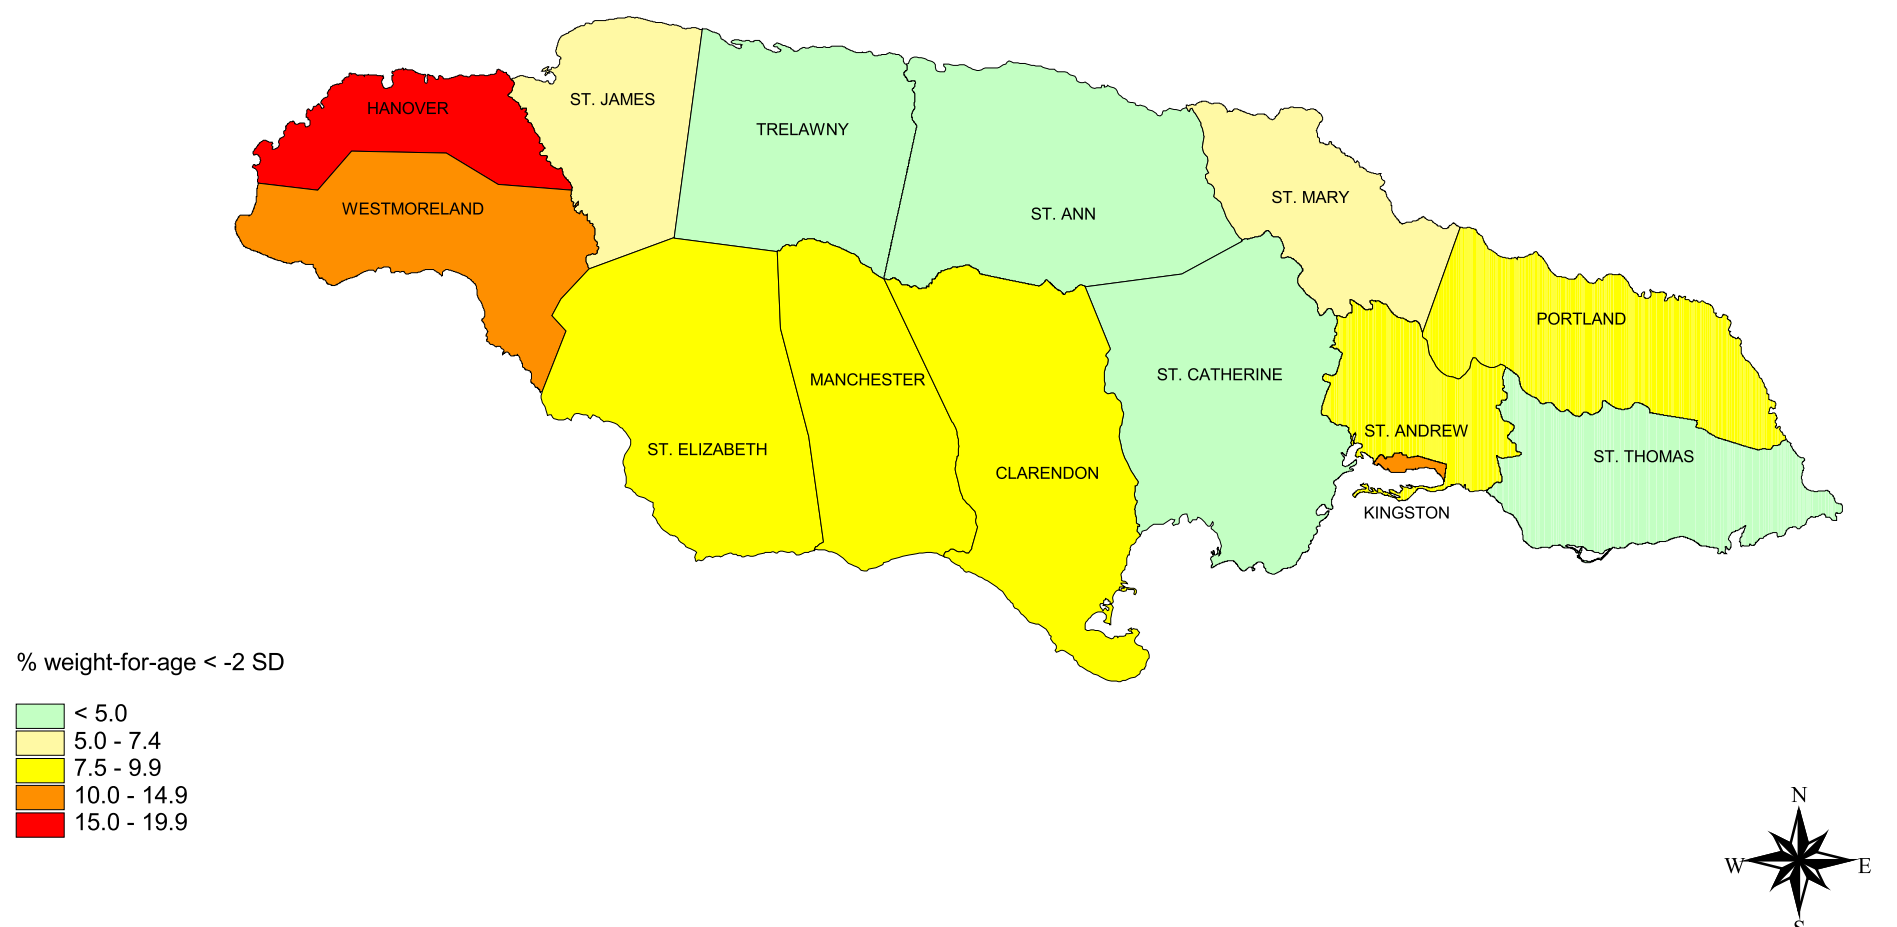 HANOVER
ST. JAMES
TRELAWNY
WESTMORELAND
ST. ANN
ST. MARY
PORTLAND
MANCHESTER
ST. CATHERINE
ST. ELIZABETH
CLARENDON
ST. ANDREW
ST. THOMAS
KINGSTON
% weight-for-age < -2 SD
< 5.0
5.0 - 7.4
7.5 - 9.9
10.0 - 14.9
15.0 - 19.9
N
W
E
S